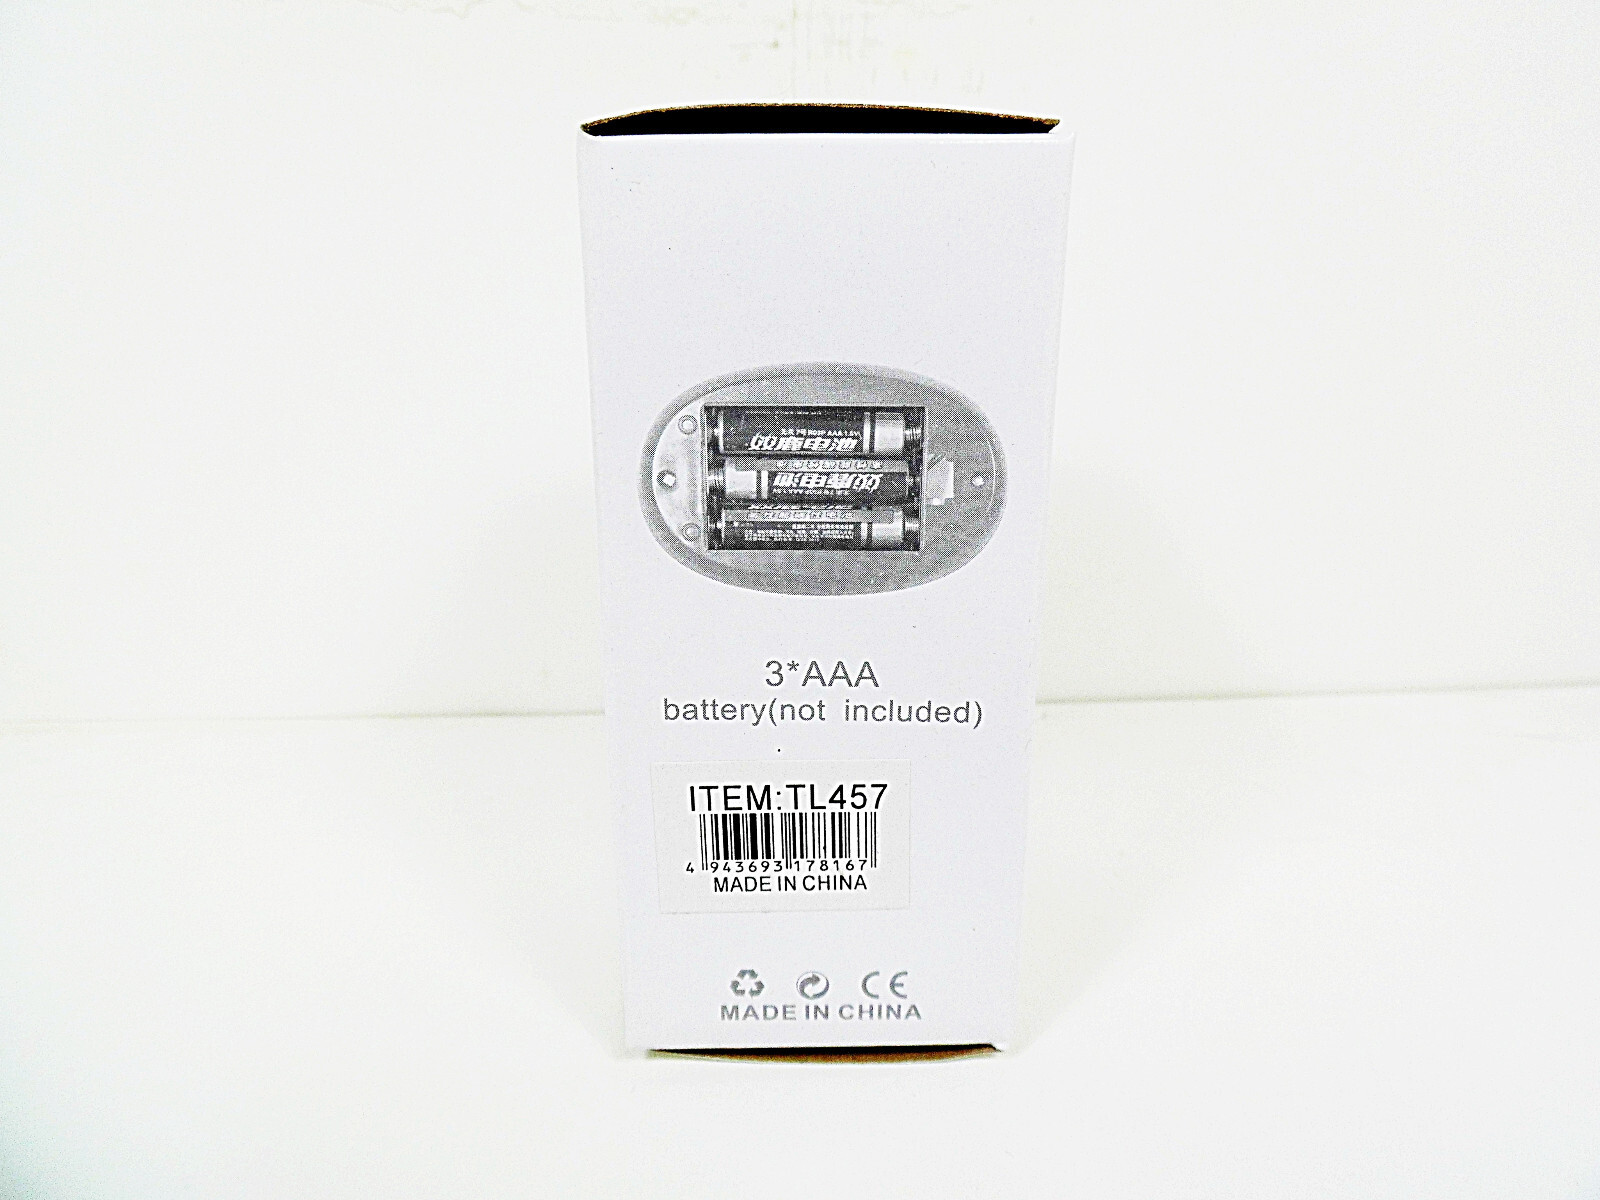 3*AAA
battery(not included)
ITEM:TL457
4 943693 178167
MADE IN CHINA
CE
MADE IN CHINA